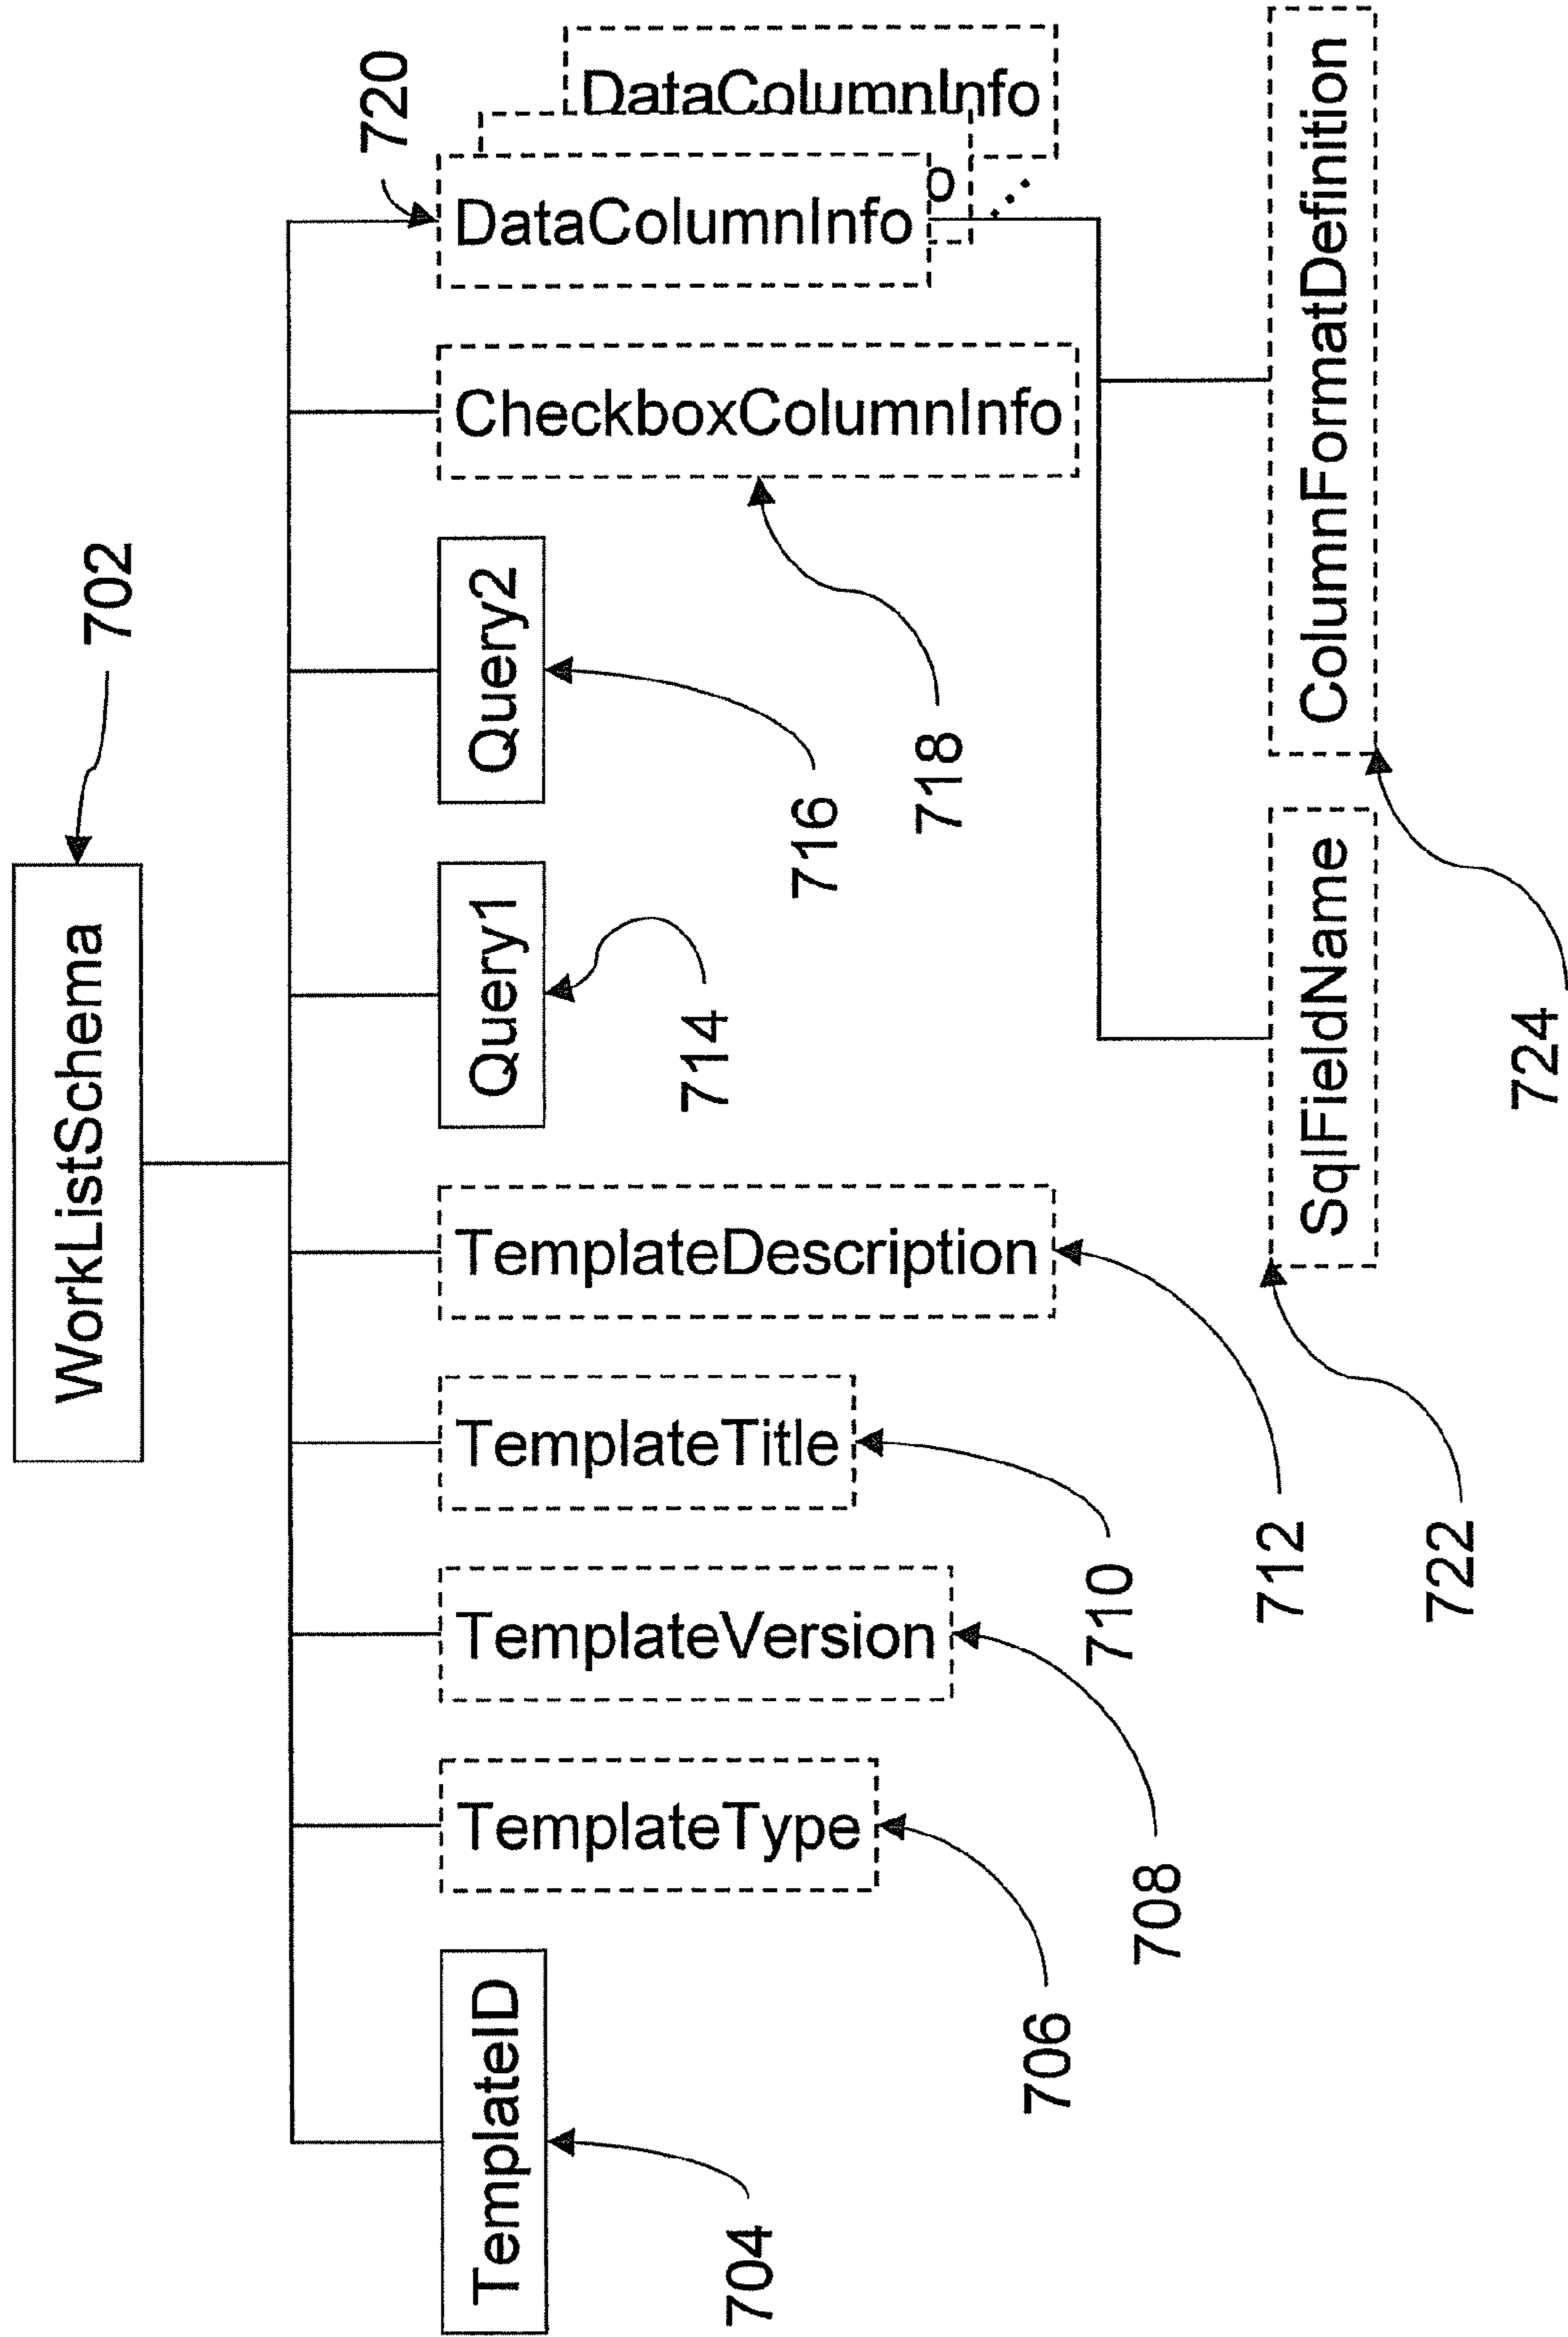 WorkListSchema
702
TemplateID
704
TemplateType
706
TemplateVersion
708
TemplateTitle
710
TemplateDescription
712
Query1
714
Query2
716
CheckboxColumnInfo
718
DataColumnInfo
720
o
DataColumnInfo
SqlFieldName
722
ColumnFormatDefinition
724